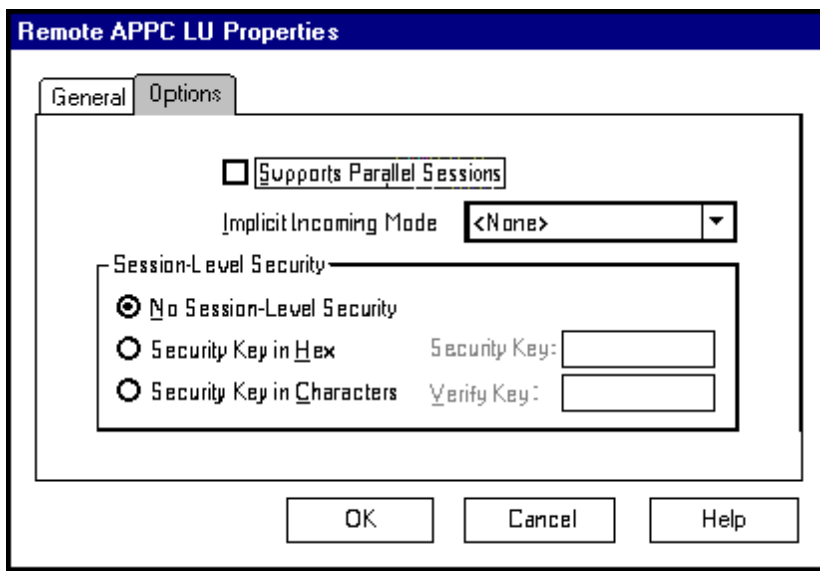 Remote APPC LU Properties
General
Options
Supports Parallel Sessions
Implicit Incoming Mode
<None>
Session-Level Security
No Session-Level Security
Security Key in Hex
Security Key:
Security Key in Characters
Verify Key:
OK
Cancel
Help